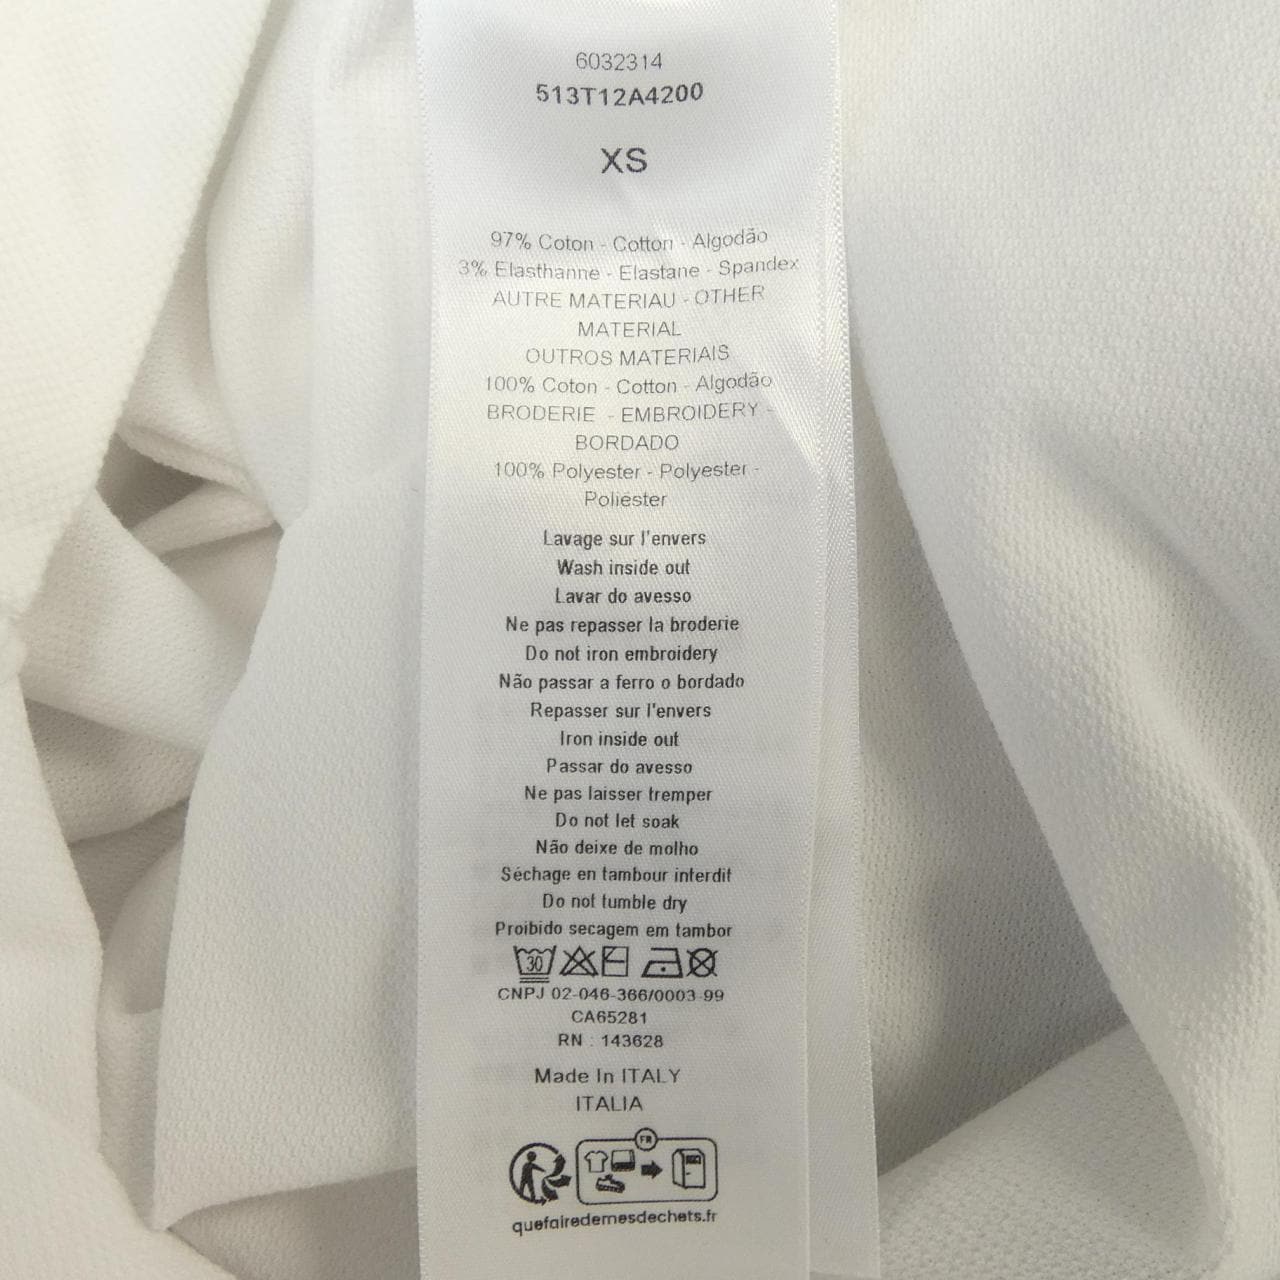 6032314
513T12A4200
XS
97% Coton - Cotton - Algodão
3% Elasthanne - Elastane - Spandex
AUTRE MATERIAU - OTHER
MATERIAL
OUTROS MATERIAIS
100% Coton - Cotton - Algodão
BRODERIE - EMBROIDERY -
BORDADO
100% Polyester - Polyester -
Poliéster
Lavage sur l'envers
Wash inside out
Lavar do avesso
Ne pas repasser la broderie
Do not iron embroidery
Não passar a ferro o bordado
Repasser sur l'envers
Iron inside out
Passar do avesso
Ne pas laisser tremper
Do not let soak
Não deixe de molho
Séchage en tambour interdit
Do not tumble dry
Proibido secagem em tambor
30
CNPJ 02-046-366/0003-99
CA65281
RN : 143628
Made In ITALY
ITALIA
FR
quefairedemesdechets.fr